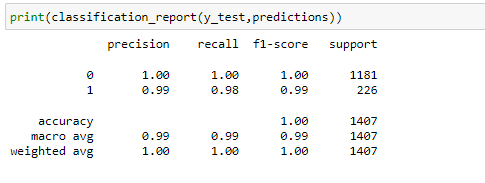 print(classification_report(y_test,predictions))
precision recall f1-score support
0 1.00 1.00 1.00 1181
1 0.99 0.98 0.99 226
accuracy 1.00 1407
macro avg 0.99 0.99 0.99 1407
weighted avg 1.00 1.00 1.00 1407